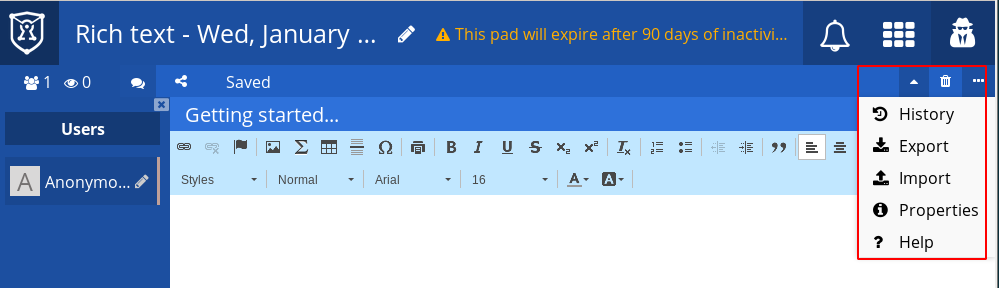 Rich text - Wed, January ...
This pad will expire after 90 days of inactivi...
1 0
Saved
Users
Getting started...
Anonymo...
A
Styles Normal Arial 16
History
Export
Import
Properties
Help